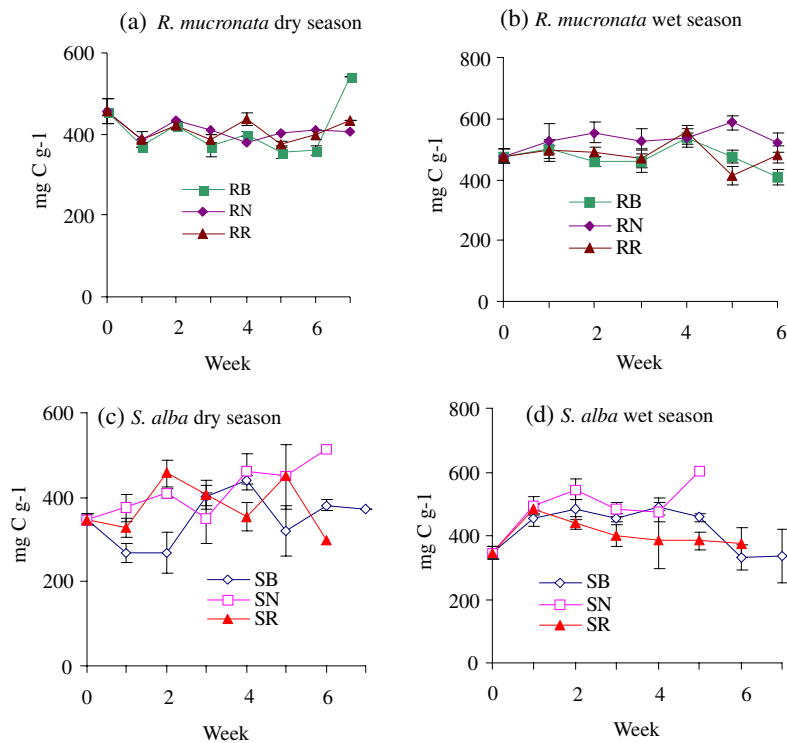 (a) R. mucronata dry season
600
400
200
0
mg C g-1
RB
RN
RR
0 2 4 6
Week
(b) R. mucronata wet season
800
600
400
200
0
mg C g-1
RB
RN
RR
0 2 4 6
Week
(c) S. alba dry season
600
400
200
0
mg C g-1
SB
SN
SR
0 2 4 6
Week
(d) S. alba wet season
800
600
400
200
0
mg C g-1
SB
SN
SR
0 2 4 6 8
Week